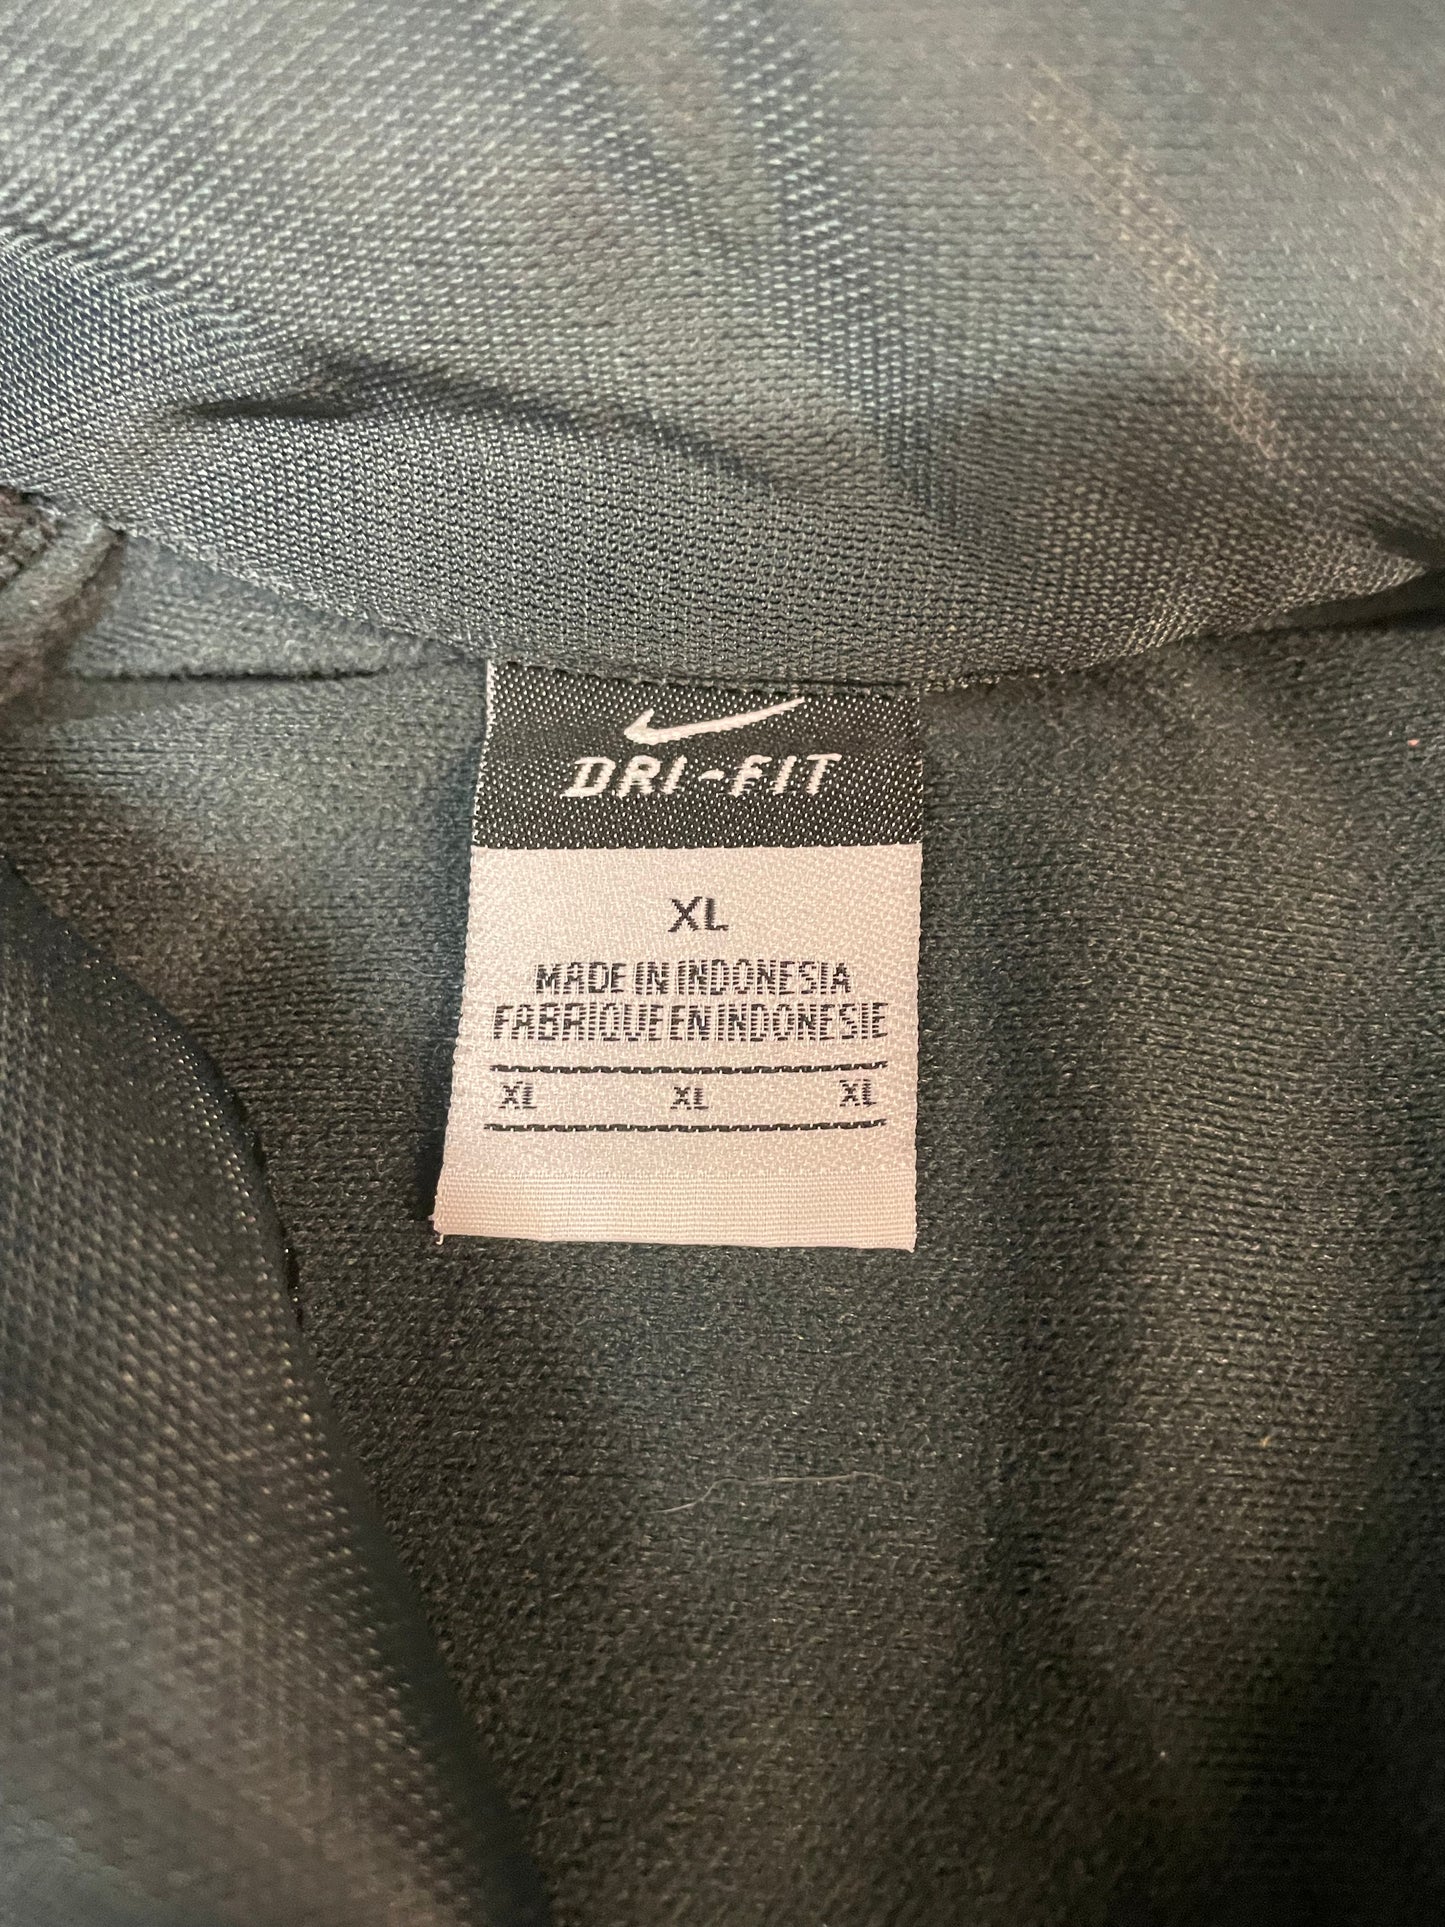 DRI-FIT
XL
MADE IN INDONESIA
FABRIQUE EN INDONESIE
XL XL XL